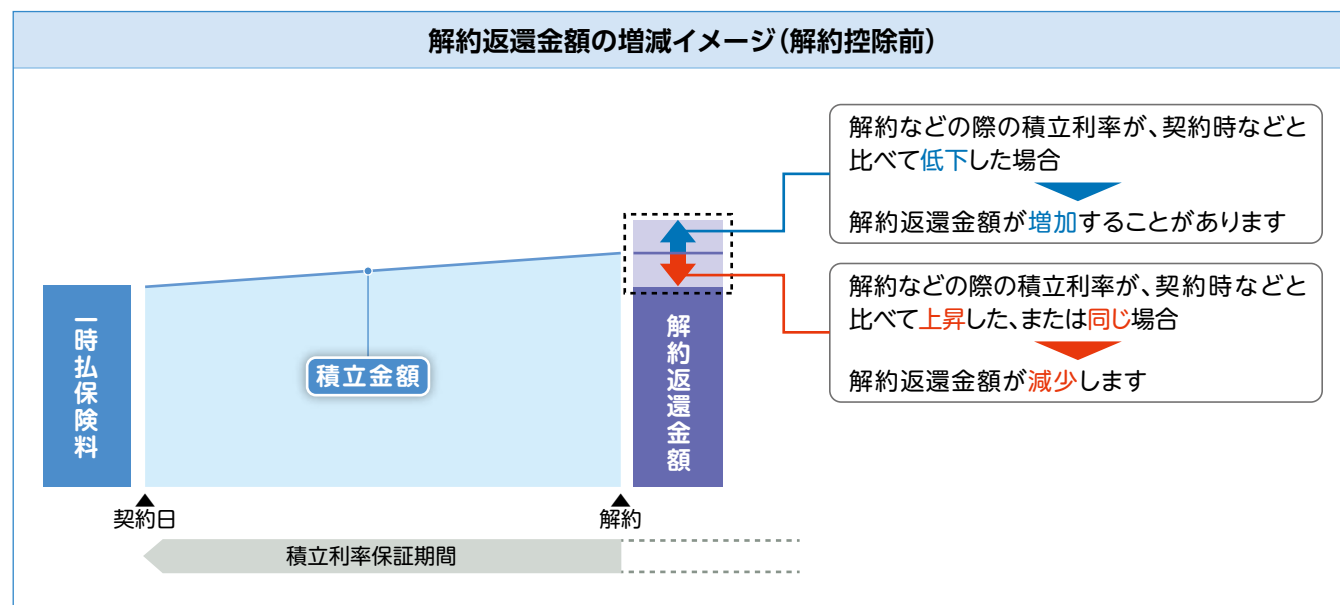 解約返還金額の増減イメージ(解約控除前)
解約などの際の積立利率が、契約時などと
比べて低下した場合
解約返還金額が増加することがあります
解約などの際の積立利率が、契約時などと
比べて上昇した、または同じ場合
解約返還金額が減少します
一時払保険料
積立金額
解約返還金額
契約日
解約
積立利率保証期間